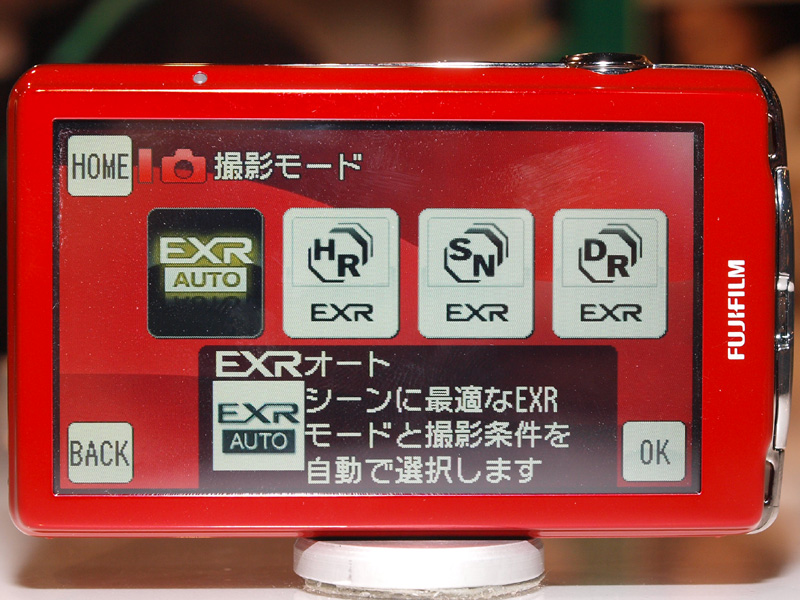 HOME 撮影モード
EXR AUTO
HR EXR
SN EXR
DR EXR
EXRオート
EXR AUTO
シーンに最適なEXR
モードと撮影条件を
自動で選択します
BACK
OK
FUJIFILM